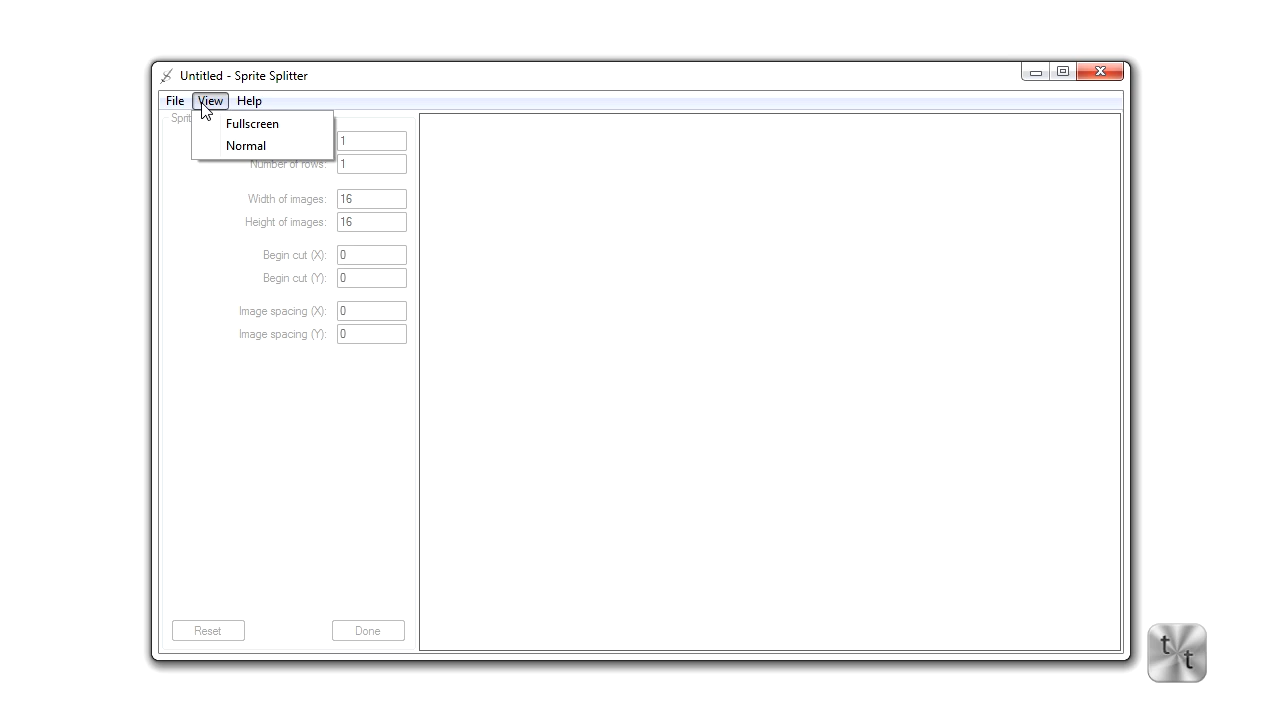 Untitled - Sprite Splitter
File View Help
Sprit
Fullscreen
Normal
1
Number of rows: 1
Width of images: 16
Height of images: 16
Begin cut (X): 0
Begin cut (Y): 0
Image spacing (X): 0
Image spacing (Y): 0
Reset Done
t t